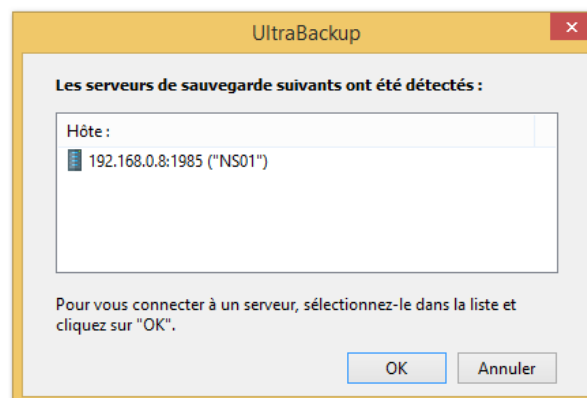 UltraBackup
Les serveurs de sauvegarde suivants ont été détectés :
Hôte :
192.168.0.8:1985 ("NS01")
Pour vous connecter à un serveur, sélectionnez-le dans la liste et
cliquez sur "OK".
OK
Annuler